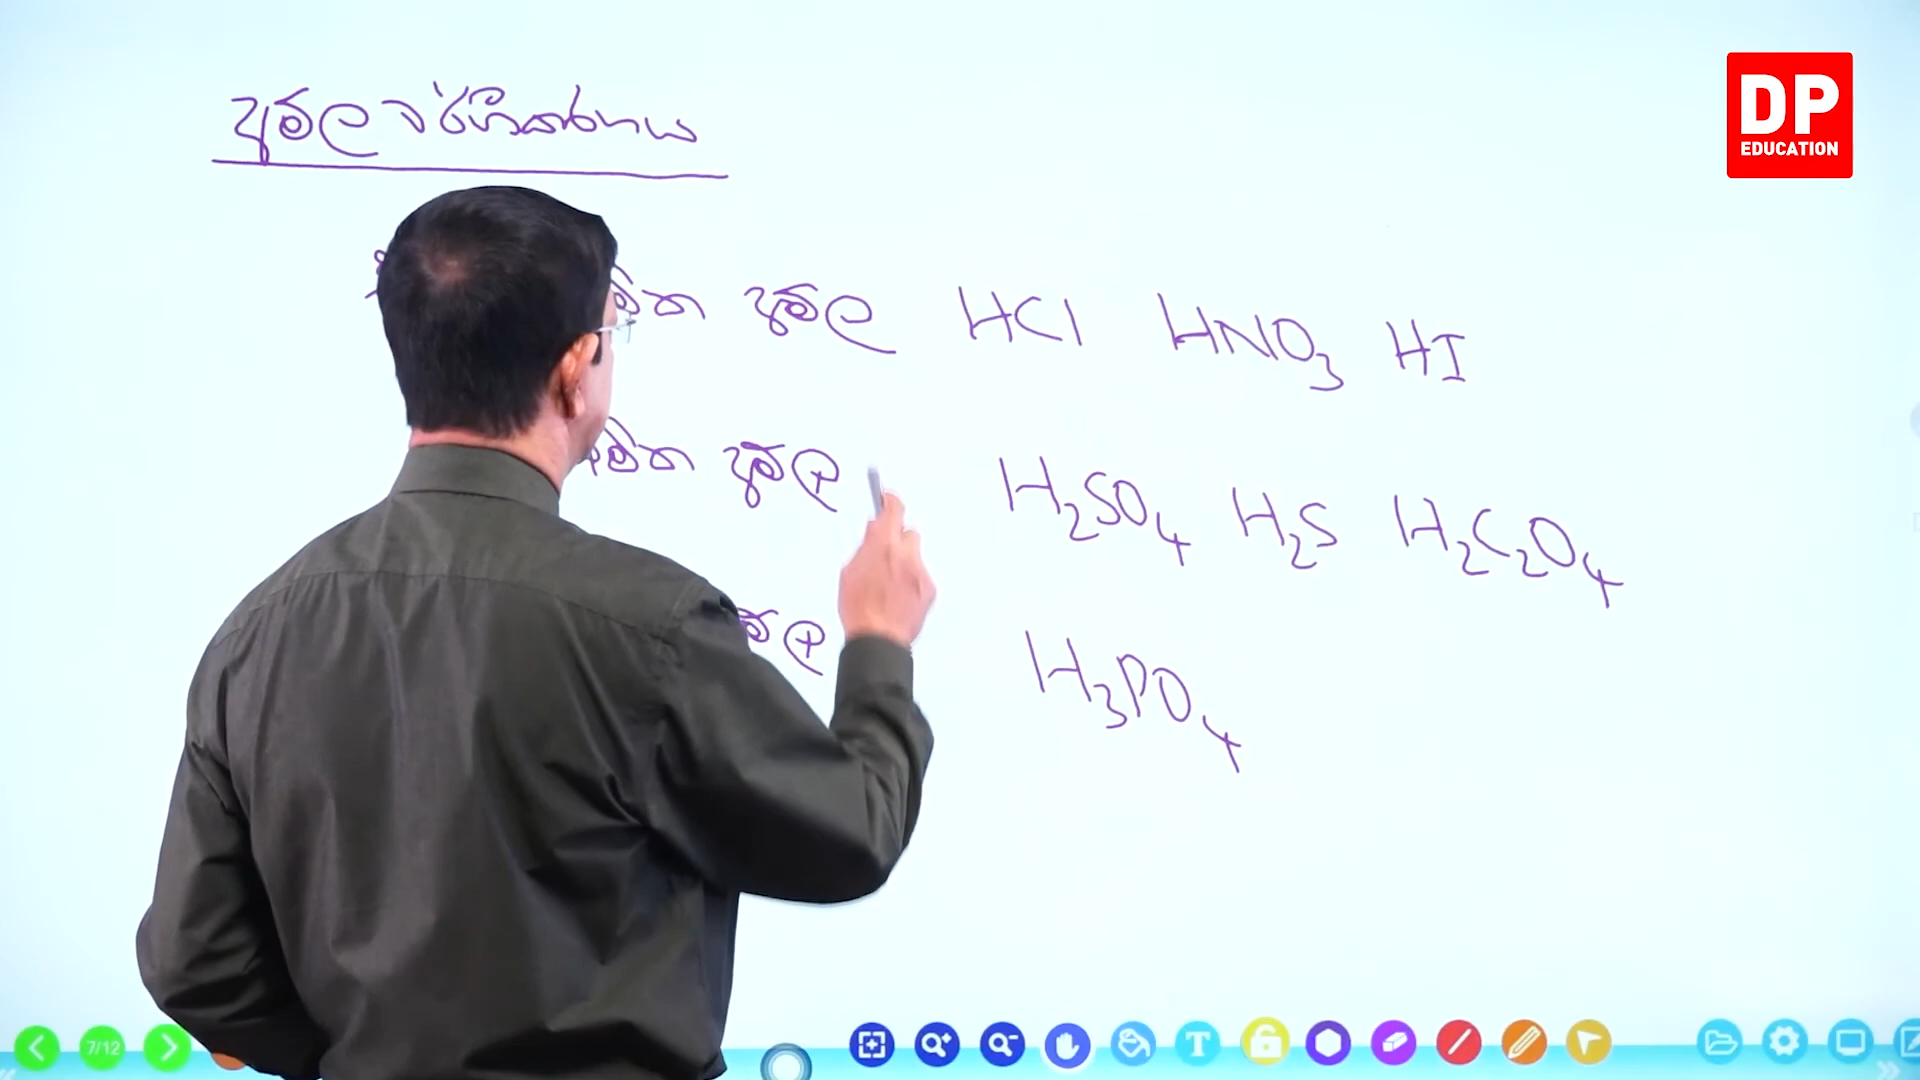 අම්ල වර්ගීකරණය
DP
EDUCATION
අම්ල HCl HNO3 HI
අම්ල H2SO4 H2S H2C2O4
H3PO4
7/12
T